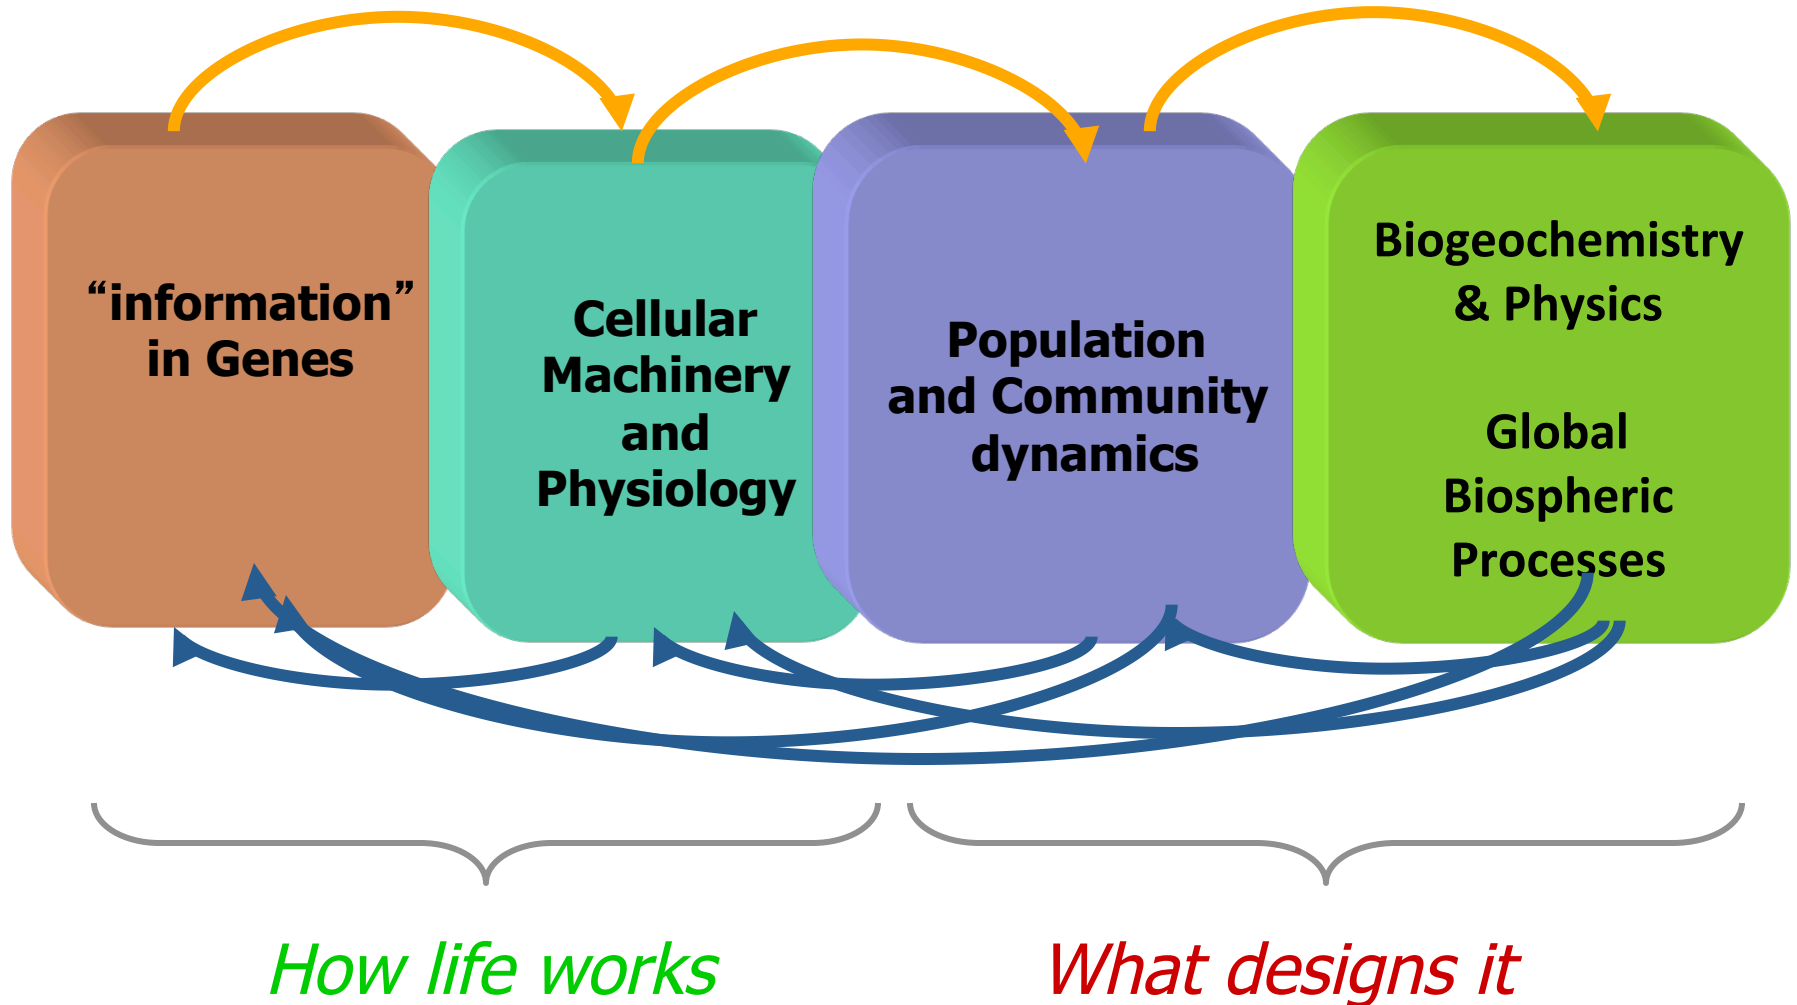 “information”
in Genes
Cellular
Machinery
and
Physiology
Population
and Community
dynamics
Biogeochemistry
& Physics
Global
Biospheric
Processes
How life works
What designs it